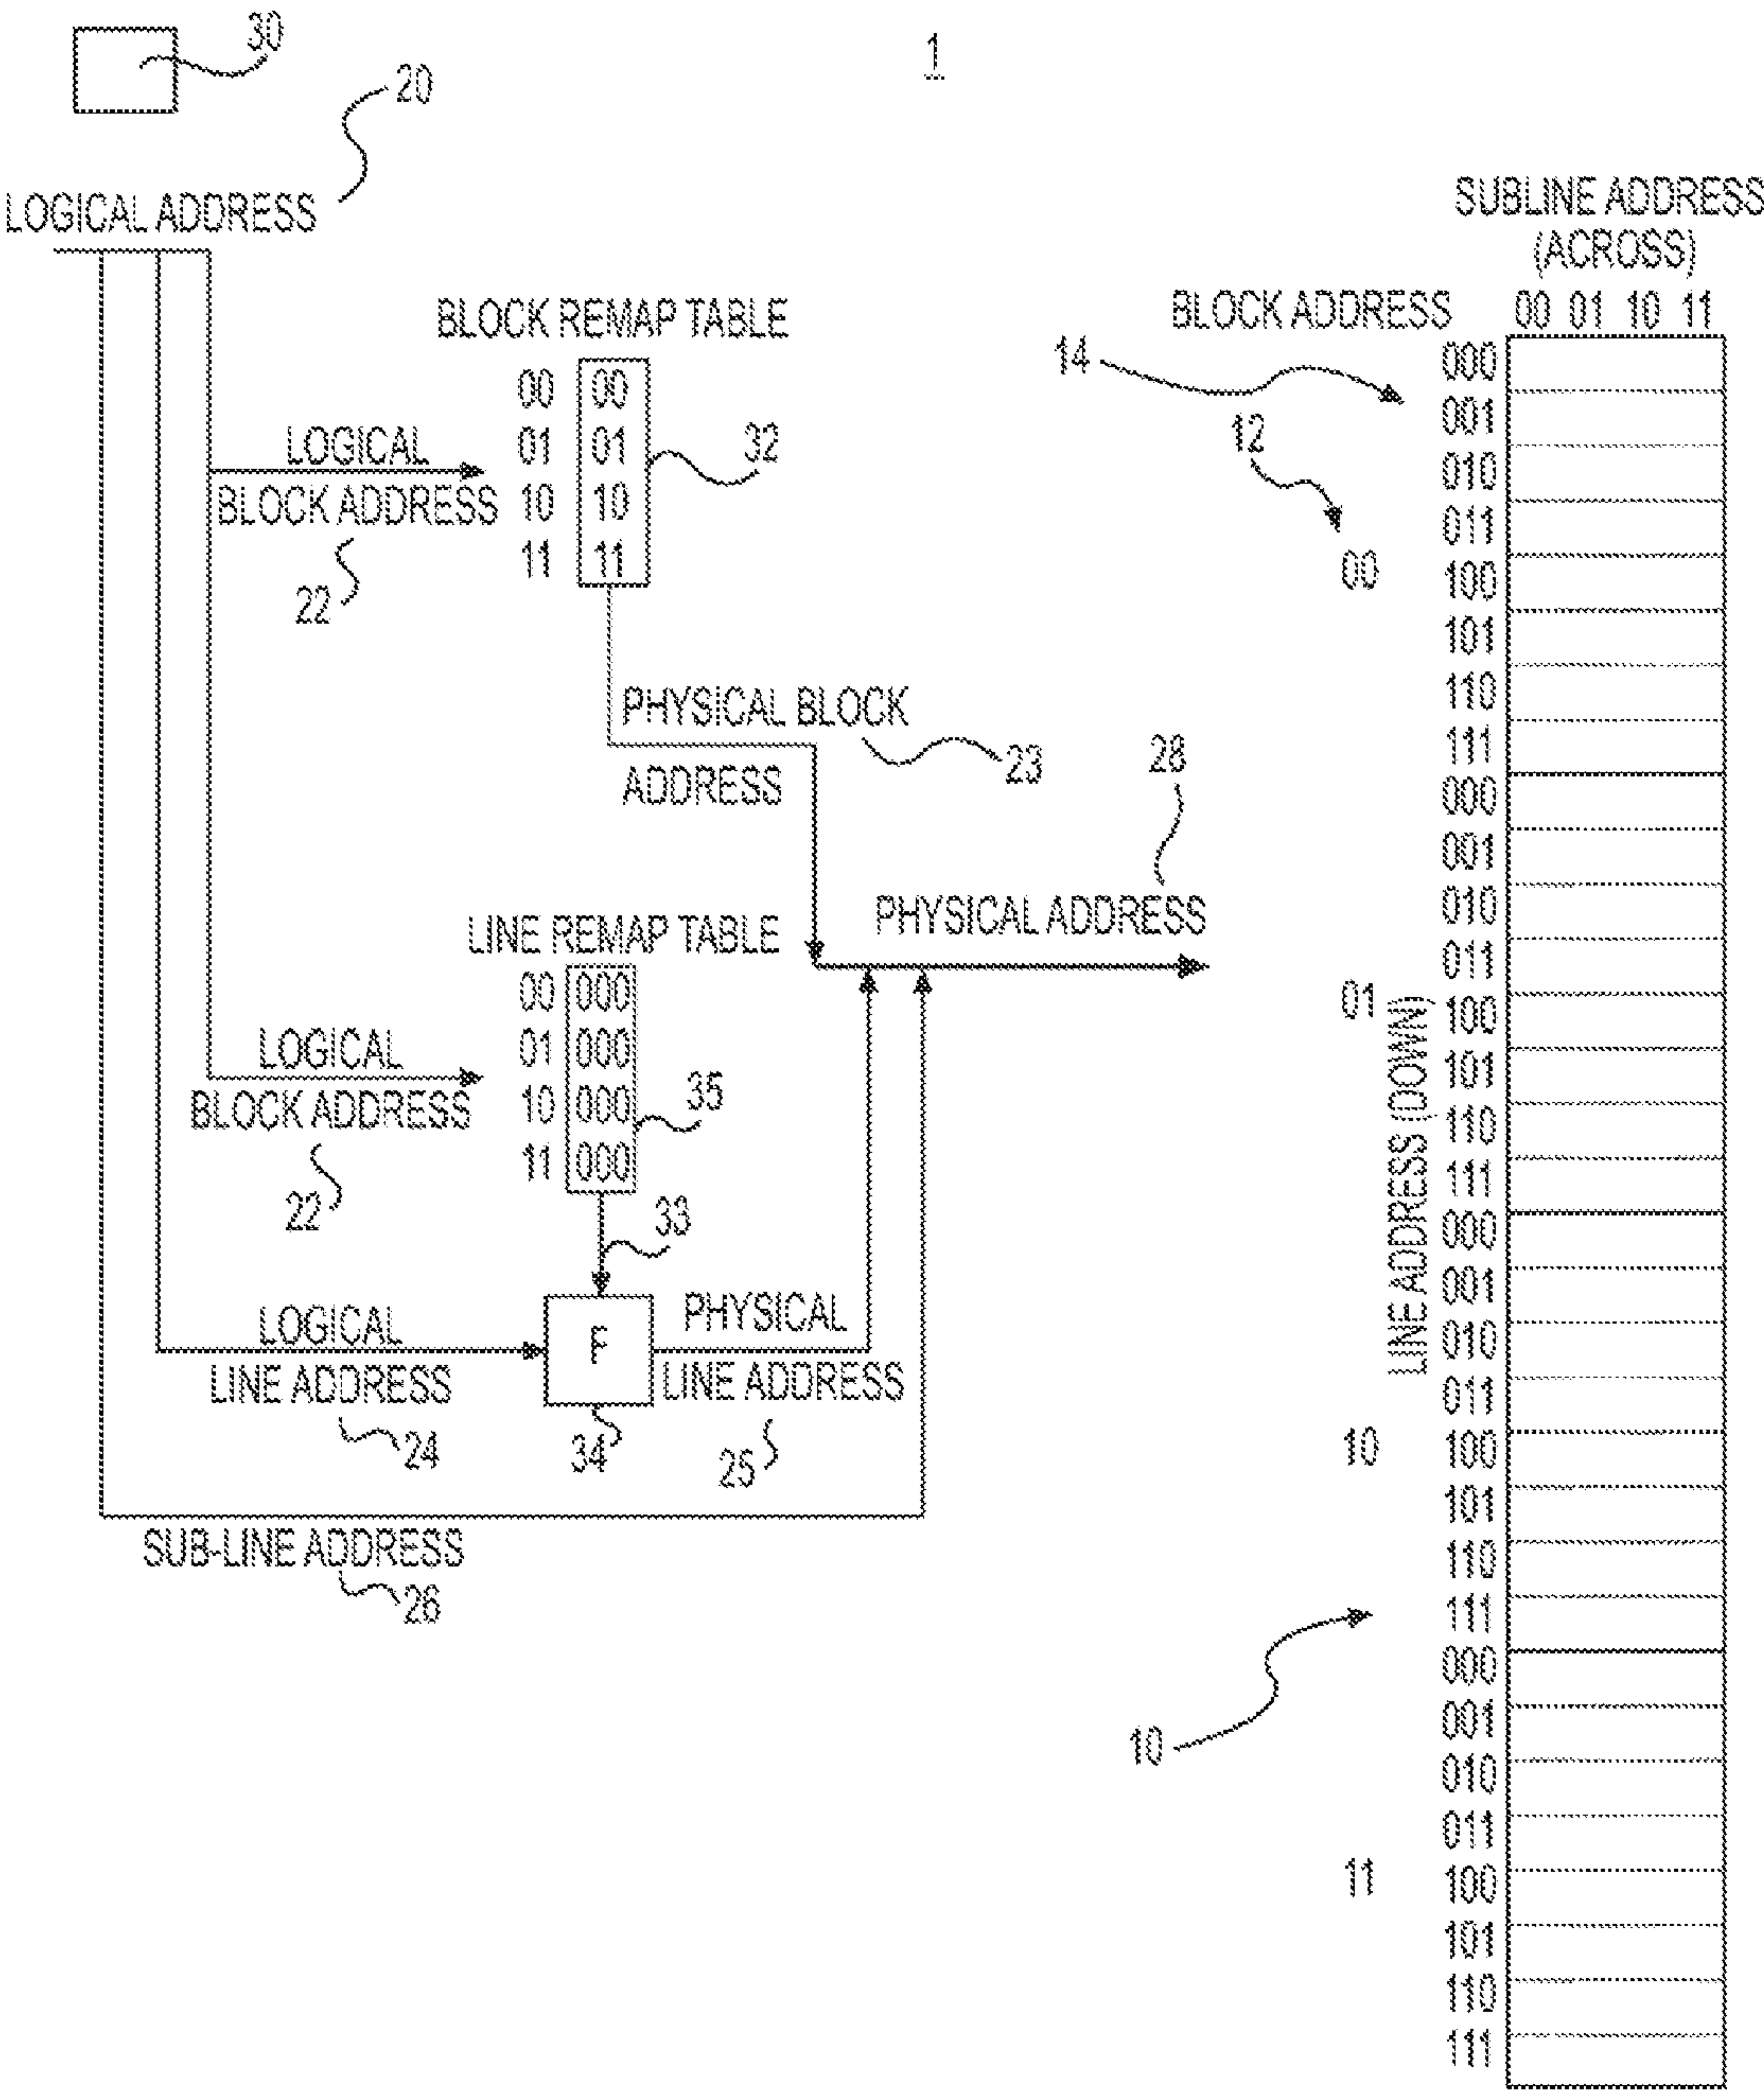 30
1
20
LOGICAL ADDRESS
SUBLINE ADDRESS
(ACROSS)
BLOCK ADDRESS
00 01 10 11
BLOCK REMAP TABLE
00 00
01 01
10 10
11 11
32
LOGICAL
BLOCK ADDRESS
22
PHYSICAL BLOCK
ADDRESS
23
28
PHYSICAL ADDRESS
LINE REMAP TABLE
00 000
01 000
10 000
11 000
35
LOGICAL
BLOCK ADDRESS
22
33
LOGICAL
LINE ADDRESS
24
F
34
PHYSICAL
LINE ADDRESS
25
SUB-LINE ADDRESS
26
14
12
00
000
001
010
011
100
101
110
111
01
LINE ADDRESS (DOWN)
000
001
010
011
100
101
110
111
10
000
001
010
011
100
101
110
111
10
11
000
001
010
011
100
101
110
111